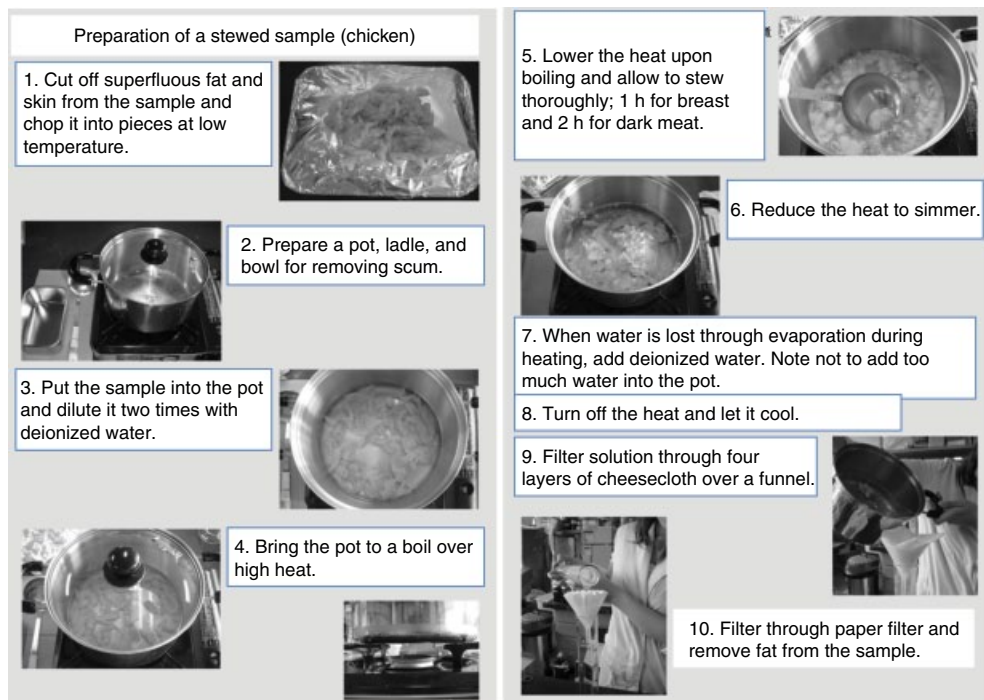 Preparation of a stewed sample (chicken)
1. Cut off superfluous fat and
skin from the sample and
chop it into pieces at low
temperature.
2. Prepare a pot, ladle, and
bowl for removing scum.
3. Put the sample into the pot
and dilute it two times with
deionized water.
4. Bring the pot to a boil over
high heat.
5. Lower the heat upon
boiling and allow to stew
thoroughly; 1 h for breast
and 2 h for dark meat.
6. Reduce the heat to simmer.
7. When water is lost through evaporation during
heating, add deionized water. Note not to add too
much water into the pot.
8. Turn off the heat and let it cool.
9. Filter solution through four
layers of cheesecloth over a funnel.
10. Filter through paper filter and
remove fat from the sample.